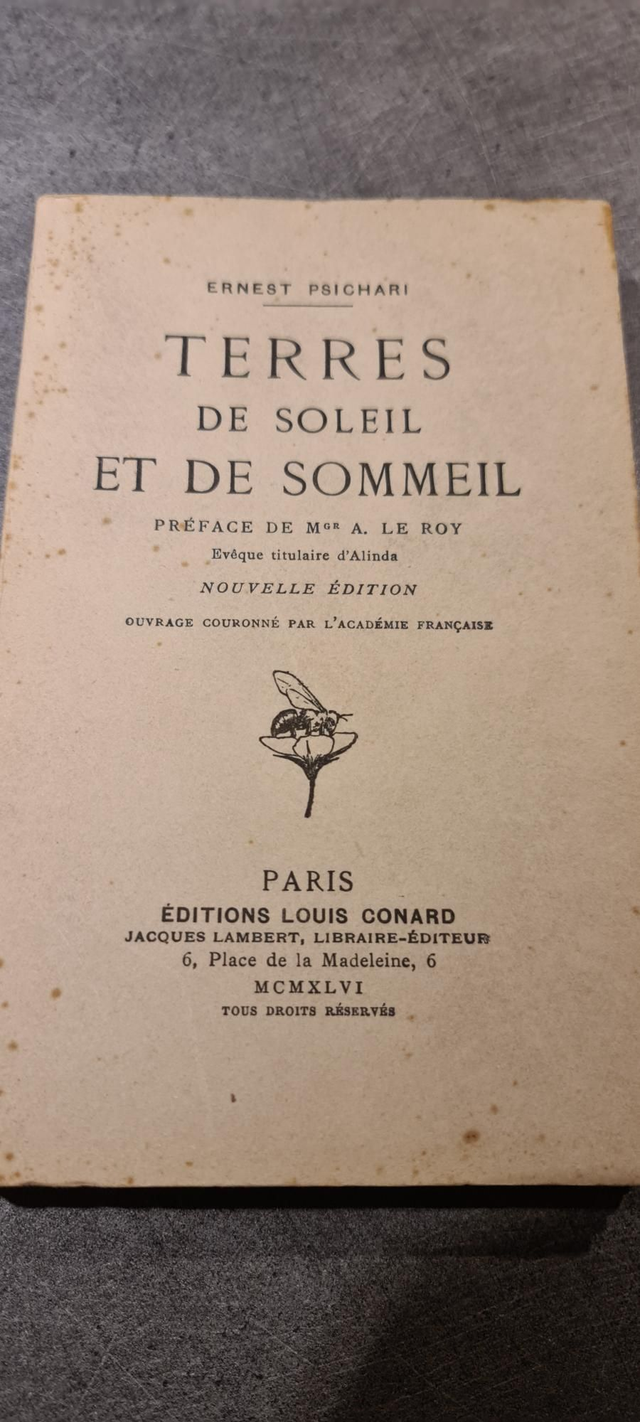 ERNEST PSICHARI
TERRES
DE SOLEIL
ET DE SOMMEIL
PRÉFACE DE MGR A. LE ROY
Evêque titulaire d'Alinda
NOUVELLE ÉDITION
OUVRAGE COURONNÉ PAR L'ACADÉMIE FRANÇAISE
PARIS
ÉDITIONS LOUIS CONARD
JACQUES LAMBERT, LIBRAIRE-ÉDITEUR
6, Place de la Madeleine, 6
MCMXLVI
TOUS DROITS RÉSERVÉS